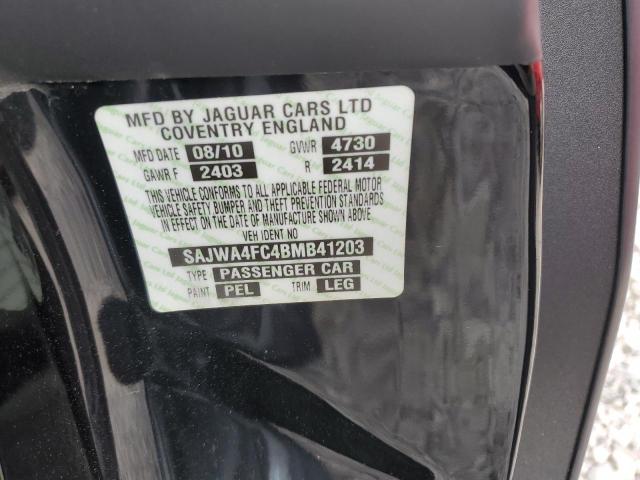 MFD BY JAGUAR CARS LTD
COVENTRY ENGLAND
MFD DATE 08/10 GVWR 4730
GAWR F 2403 R 2414
THIS VEHICLE CONFORMS TO ALL APPLICABLE FEDERAL MOTOR
VEHICLE SAFETY BUMPER AND THEFT PREVENTION STANDARDS
IN EFFECT ON THE DATE OF MANUFACTURE SHOWN ABOVE
VEH IDENT NO
SAJWA4FC4BMB41203
TYPE PASSENGER CAR
PAINT PEL TRIM LEG